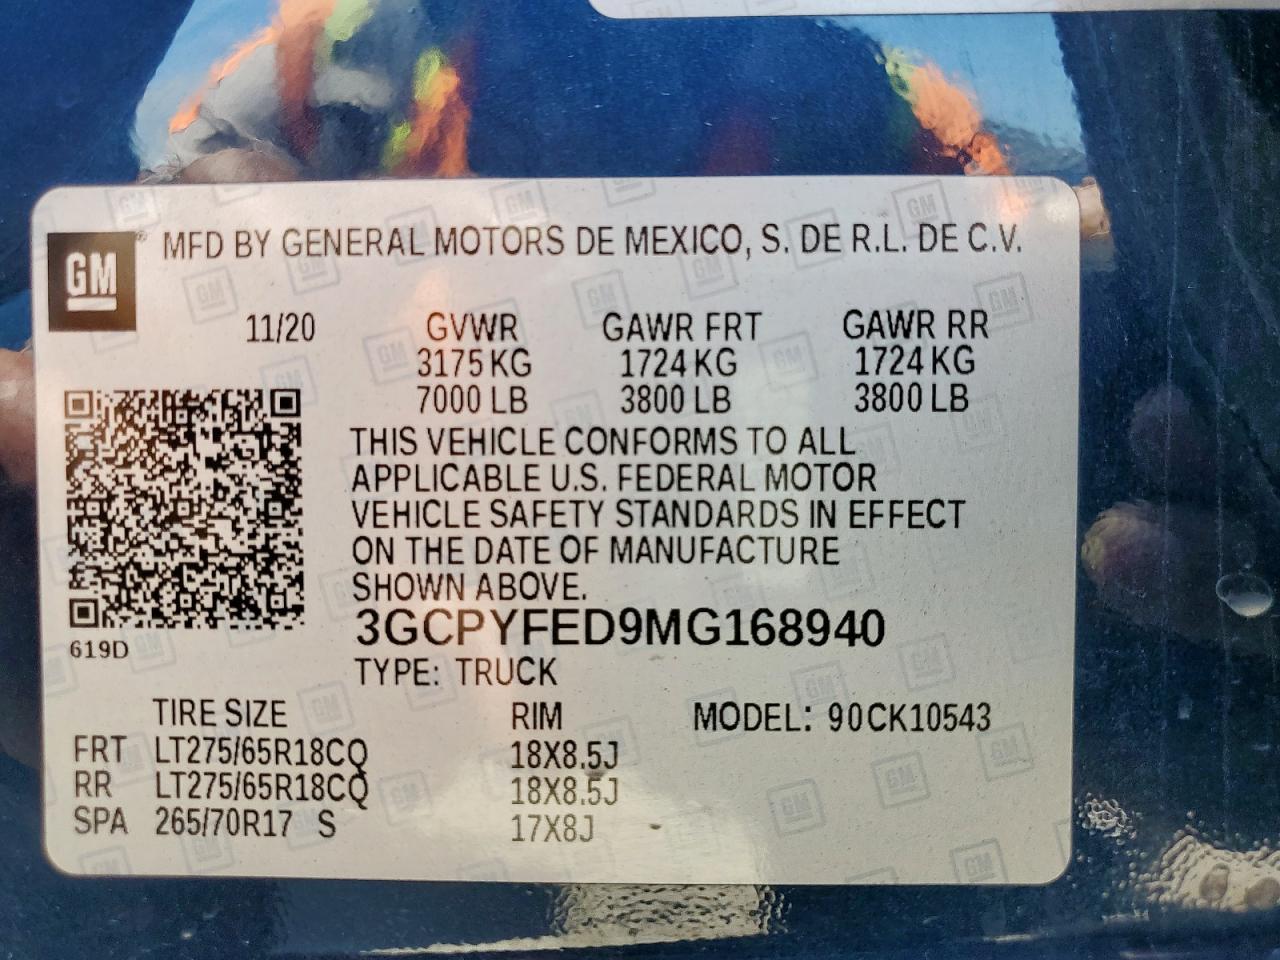 GM
MFD BY GENERAL MOTORS DE MEXICO, S. DE R.L. DE C.V.
11/20 GVWR GAWR FRT GAWR RR
3175 KG 1724 KG 1724 KG
7000 LB 3800 LB 3800 LB
THIS VEHICLE CONFORMS TO ALL
APPLICABLE U.S. FEDERAL MOTOR
VEHICLE SAFETY STANDARDS IN EFFECT
ON THE DATE OF MANUFACTURE
SHOWN ABOVE.
3GCPYFED9MG168940
619D
TYPE: TRUCK
TIRE SIZE RIM MODEL: 90CK10543
FRT LT275/65R18CQ 18X8.5J
RR LT275/65R18CQ 18X8.5J
SPA 265/70R17 S 17X8J